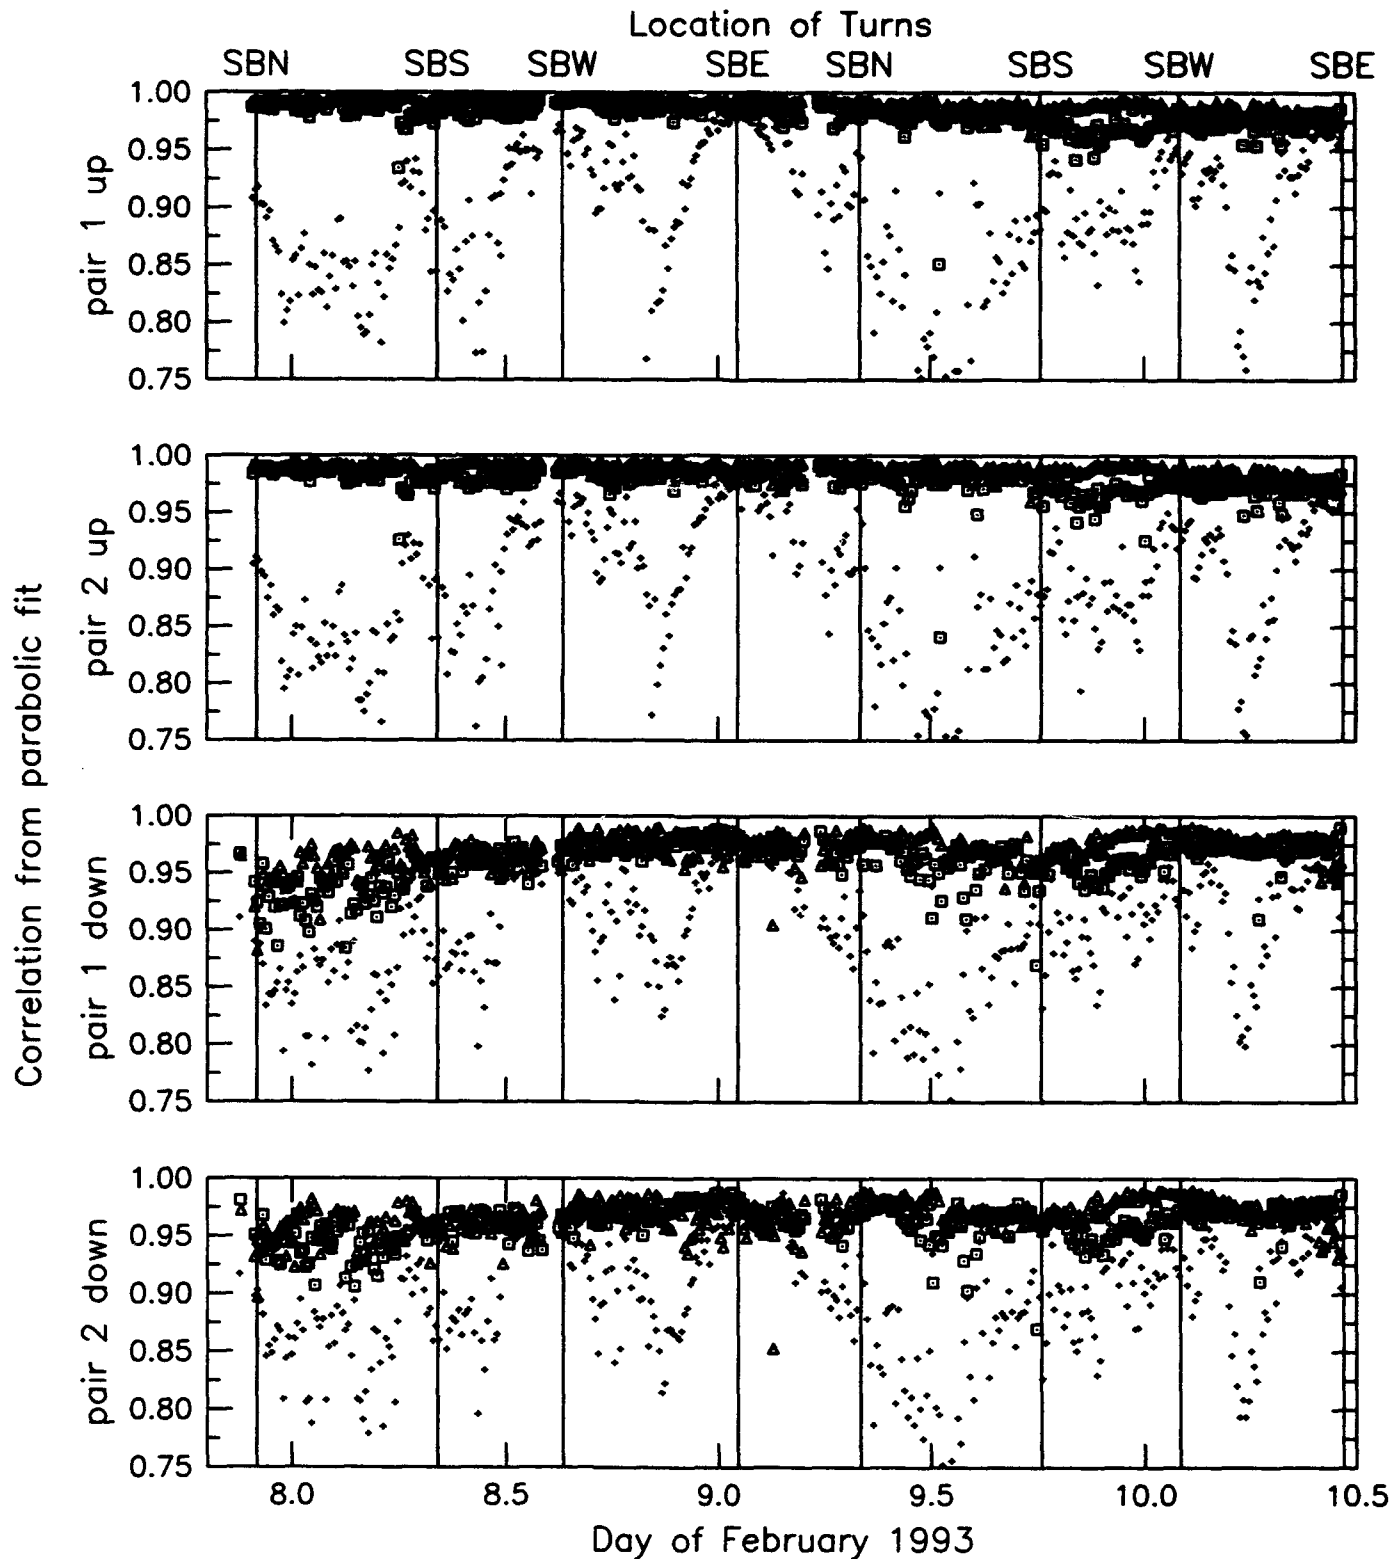 Location of Turns
SBN SBS SBW SBE SBN SBS SBW SBE
1.00
0.95
0.90
0.85
0.80
0.75
pair 1 up
1.00
0.95
0.90
0.85
0.80
0.75
pair 2 up
Correlation from parabolic fit
1.00
0.95
0.90
0.85
0.80
0.75
pair 1 down
1.00
0.95
0.90
0.85
0.80
0.75
pair 2 down
8.0 8.5 9.0 9.5 10.0 10.5
Day of February 1993